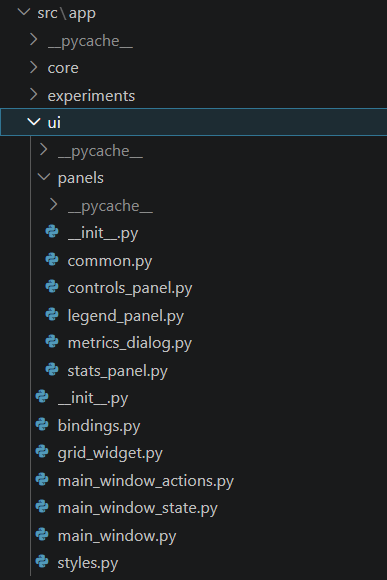 src\app
__pycache__
core
experiments
ui
__pycache__
panels
__pycache__
__init__.py
common.py
controls_panel.py
legend_panel.py
metrics_dialog.py
stats_panel.py
__init__.py
bindings.py
grid_widget.py
main_window_actions.py
main_window_state.py
main_window.py
styles.py